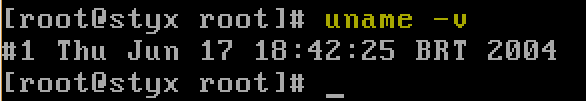 [root@styx root]# uname -v
#1 Thu Jun 17 18:42:25 BRT 2004
[root@styx root]# _